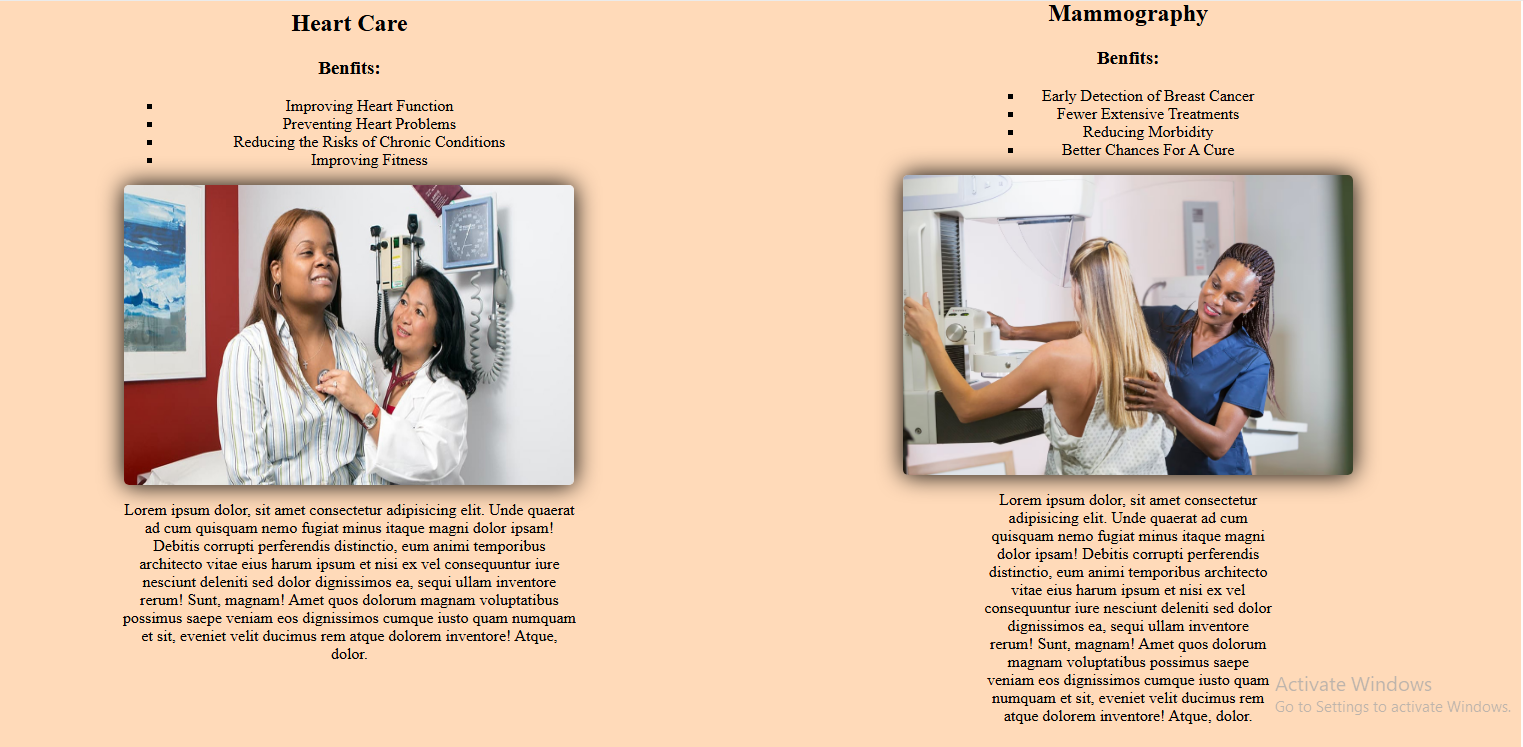 Heart Care
Benfits:
Improving Heart Function
Preventing Heart Problems
Reducing the Risks of Chronic Conditions
Improving Fitness
Lorem ipsum dolor, sit amet consectetur adipisicing elit. Unde quaerat
ad cum quisquam nemo fugiat minus itaque magni dolor ipsam!
Debitis corrupti perferendis distinctio, eum animi temporibus
architecto vitae eius harum ipsum et nisi ex vel consequuntur iure
nesciunt deleniti sed dolor dignissimos ea, sequi ullam inventore
rerum! Sunt, magnam! Amet quos dolorum magnam voluptatibus
possimus saepe veniam eos dignissimos cumque iusto quam numquam
et sit, eveniet velit ducimus rem atque dolorem inventore! Atque,
dolor.
Mammography
Benfits:
Early Detection of Breast Cancer
Fewer Extensive Treatments
Reducing Morbidity
Better Chances For A Cure
Lorem ipsum dolor, sit amet consectetur
adipisicing elit. Unde quaerat ad cum
quisquam nemo fugiat minus itaque magni
dolor ipsam! Debitis corrupti perferendis
distinctio, eum animi temporibus architecto
vitae eius harum ipsum et nisi ex vel
consequuntur iure nesciunt deleniti sed dolor
dignissimos ea, sequi ullam inventore
rerum! Sunt, magnam! Amet quos dolorum
magnam voluptatibus possimus saepe
veniam eos dignissimos cumque iusto quam
numquam et sit, eveniet velit ducimus rem
atque dolorem inventore! Atque, dolor.
Activate Windows
Go to Settings to activate Windows.